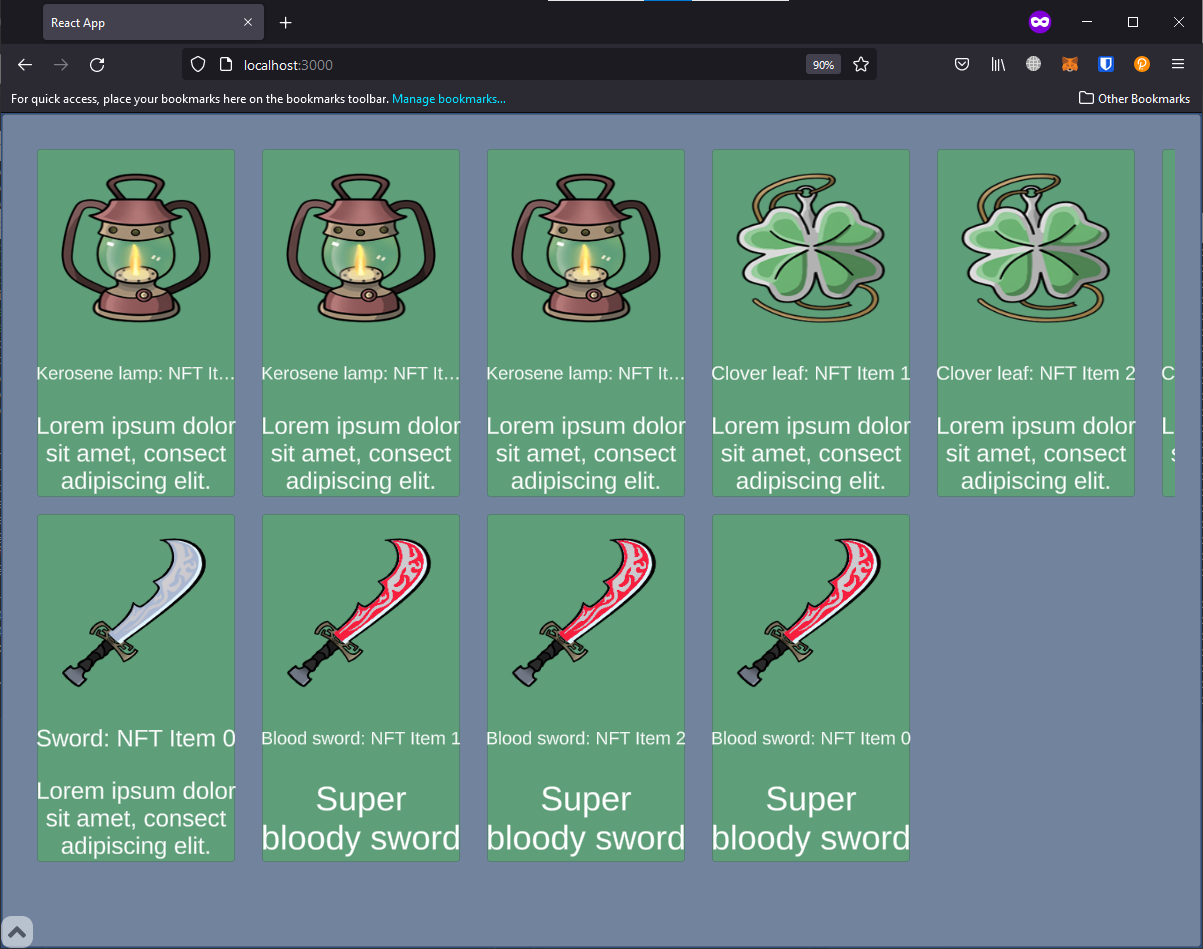 React App
localhost:3000
90%
For quick access, place your bookmarks here on the bookmarks toolbar. Manage bookmarks...
Other Bookmarks
Kerosene lamp: NFT It...
Kerosene lamp: NFT It...
Kerosene lamp: NFT It...
Clover leaf: NFT Item 1
Clover leaf: NFT Item 2
C
Lorem ipsum dolor
sit amet, consect
adipiscing elit.
Lorem ipsum dolor
sit amet, consect
adipiscing elit.
Lorem ipsum dolor
sit amet, consect
adipiscing elit.
Lorem ipsum dolor
sit amet, consect
adipiscing elit.
Lorem ipsum dolor
sit amet, consect
adipiscing elit.
L
s
Sword: NFT Item 0
Blood sword: NFT Item 1
Blood sword: NFT Item 2
Blood sword: NFT Item 0
Lorem ipsum dolor
sit amet, consect
adipiscing elit.
Super
bloody sword
Super
bloody sword
Super
bloody sword